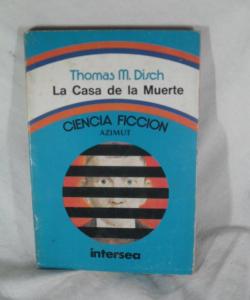 Thomas M. Disch
La Casa de la Muerte
CIENCIA FICCION
AZIMUT
intersea